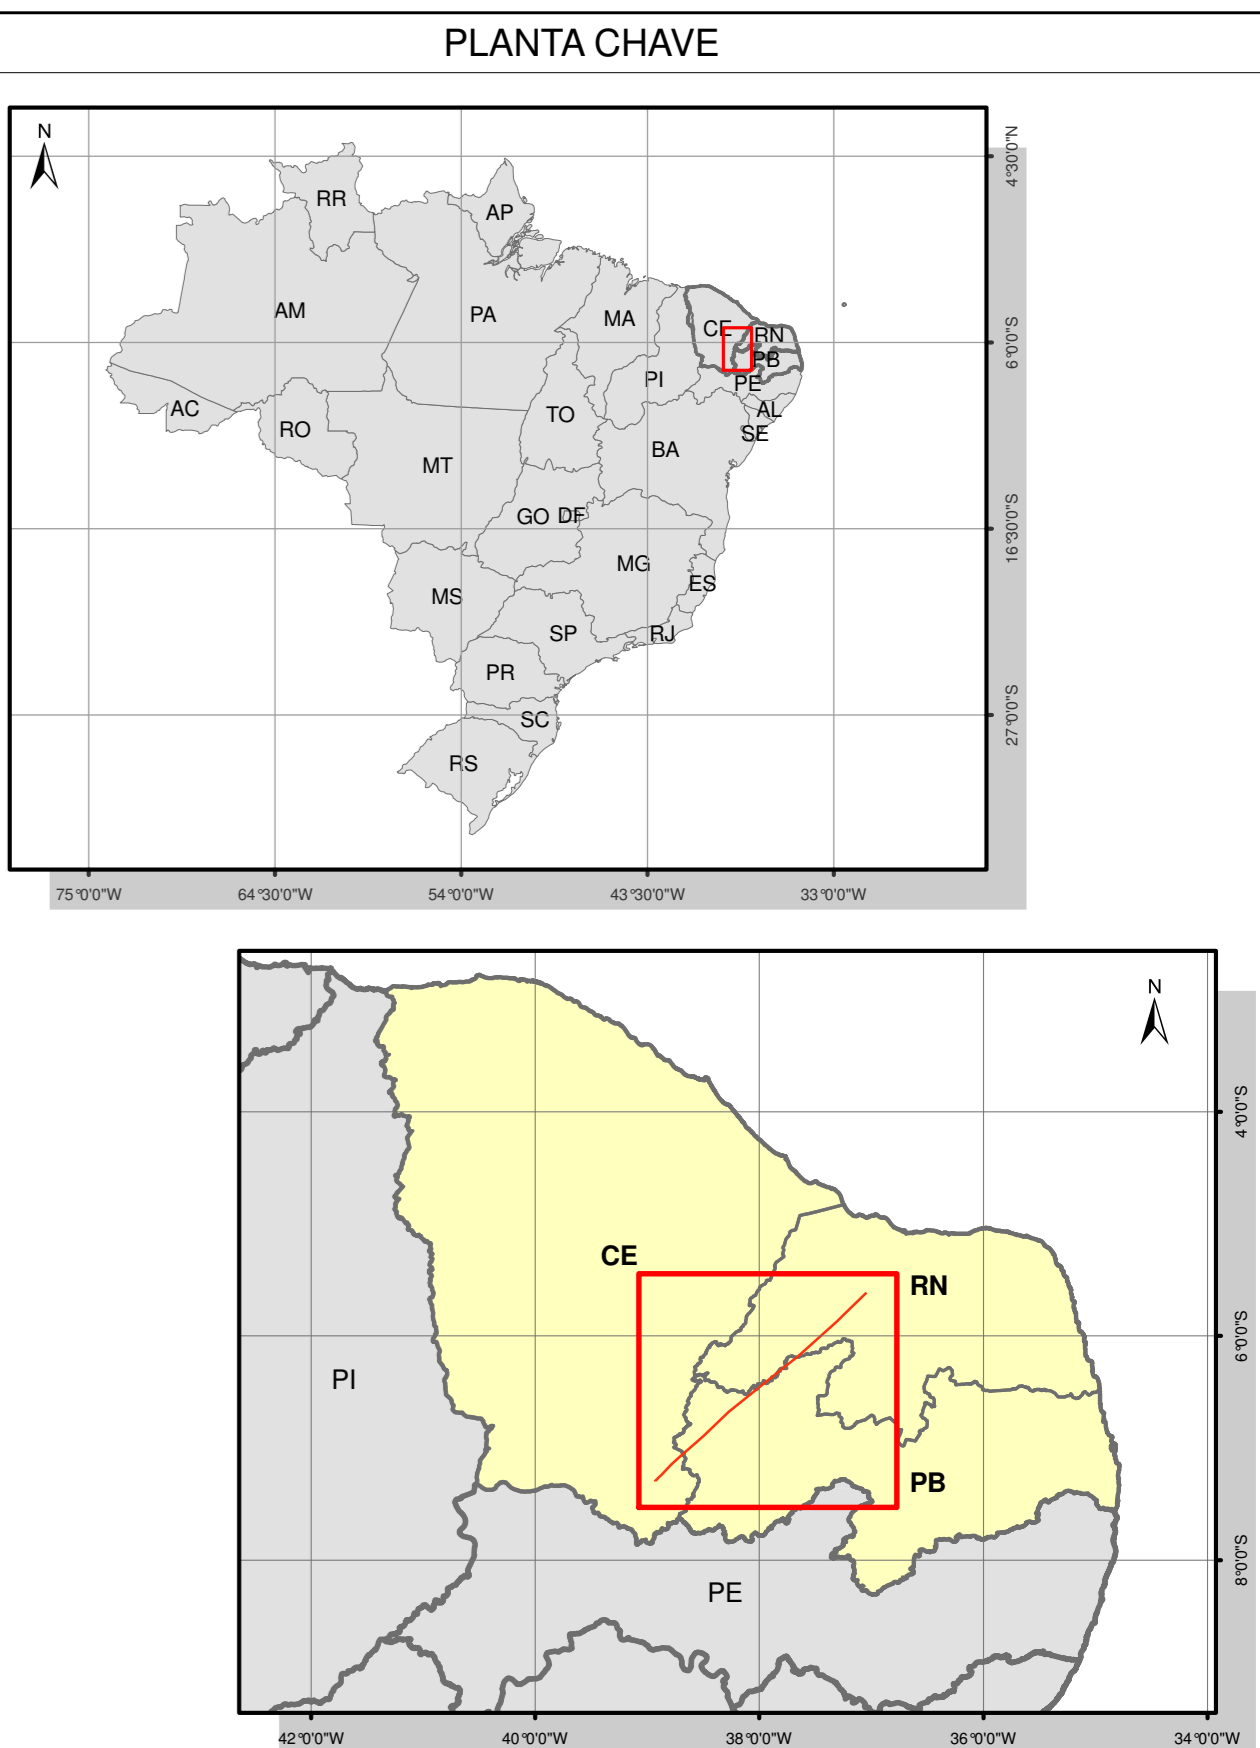 PLANTA CHAVE
N
4°30'0"N
RR
AP
AM
PA
MA
CE
RN
6°0'0"S
PB
PI
PE
AC
TO
AL
RO
SE
BA
MT
GO
DF
16°30'0"S
MG
ES
MS
SP
RJ
PR
SC
27°0'0"S
RS
75°0'0"W
64°30'0"W
54°0'0"W
43°30'0"W
33°0'0"W
N
4°0'0"S
CE
RN
6°0'0"S
PI
PB
8°0'0"S
PE
42°0'0"W
40°0'0"W
38°0'0"W
36°0'0"W
34°0'0"W